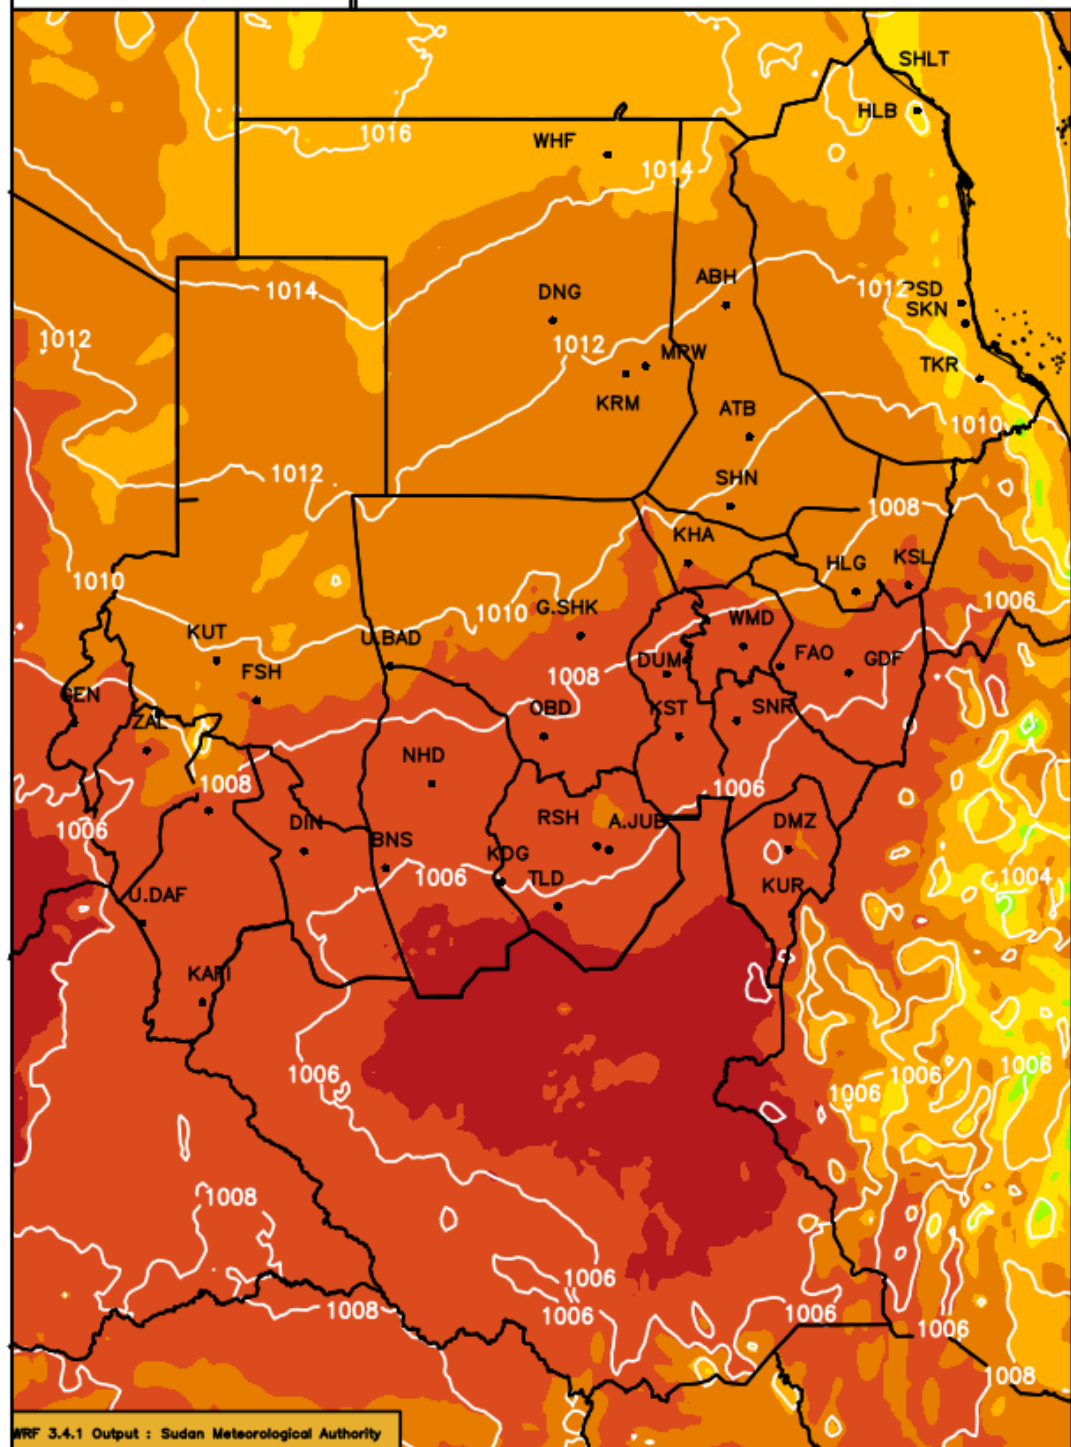 SHLT
HLB
1016
WHF
1014
ABH
1014
DNG
1012
PSD
SKN
1012
1012
MRW
TKR
KRM
ATB
1010
1012
SHN
1008
KHA
HLG
KSL
1010
1010
G.SHK
1006
KUT
U.BAD
WMD
FSH
DUM
FAO
GDF
1008
GEN
OBD
KST
SNR
ZAL
NHD
1008
1006
RSH
A.JUB
DMZ
1006
DIN
BNS
KDG
1006
TLD
KUR
1004
U.DAF
KAFI
1006
1006
1006
1006
1008
1006
1008
1006
1006
1006
1008
WRF 3.4.1 Output : Sudan Meteorological Authority